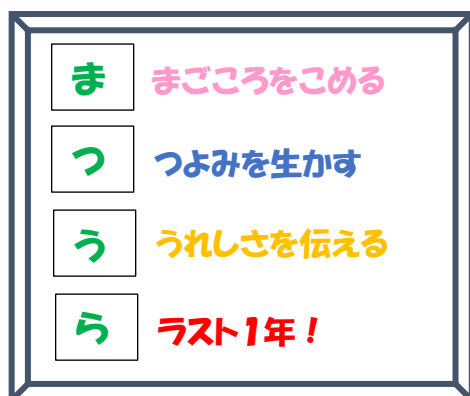 ま まごころをこめる
つ つよみを生かす
う うれしさを伝える
ら ラスト1年！